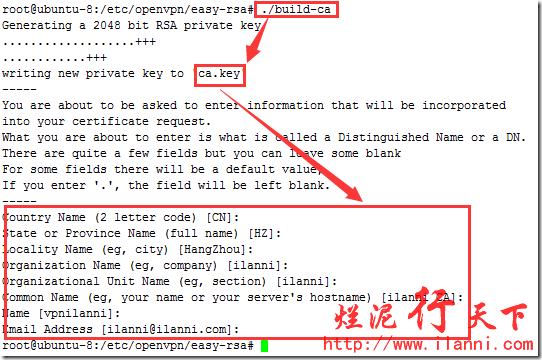 root@ubuntu-8:/etc/openvpn/easy-rsa# ./build-ca
Generating a 2048 bit RSA private key
...................+++
............+++
writing new private key to 'ca.key'
-----
You are about to be asked to enter information that will be incorporated
into your certificate request.
What you are about to enter is what is called a Distinguished Name or a DN.
There are quite a few fields but you can leave some blank
For some fields there will be a default value,
If you enter '.', the field will be left blank.
-----
Country Name (2 letter code) [CN]:
State or Province Name (full name) [HZ]:
Locality Name (eg, city) [HangZhou]:
Organization Name (eg, company) [ilanni]:
Organizational Unit Name (eg, section) [ilanni]:
Common Name (eg, your name or your server's hostname) [ilanni CA]:
Name [vpnilanni]:
Email Address [ilanni@ilanni.com]:
root@ubuntu-8:/etc/openvpn/easy-rsa#
烂泥行天下
http://www.ilanni.com